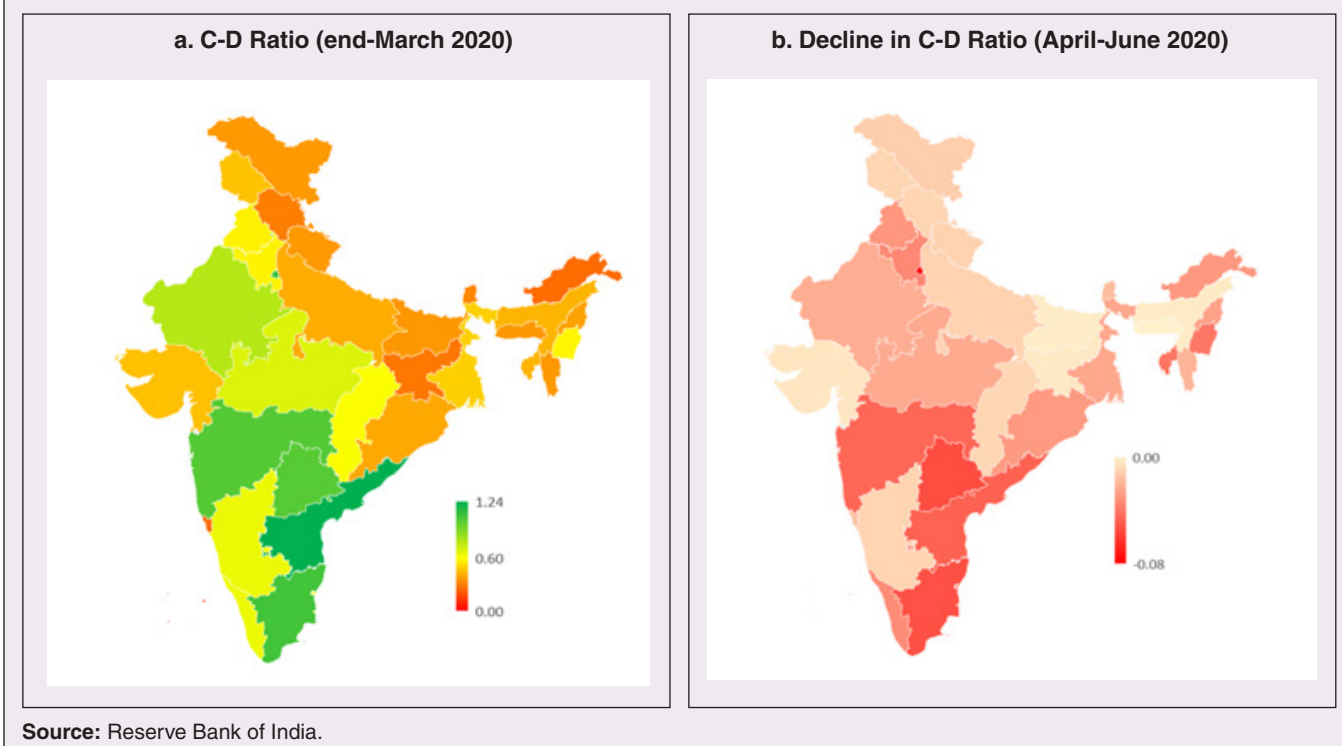 a. C-D Ratio (end-March 2020)
1.24
0.60
0.00
b. Decline in C-D Ratio (April-June 2020)
0.00
-0.08
Source: Reserve Bank of India.